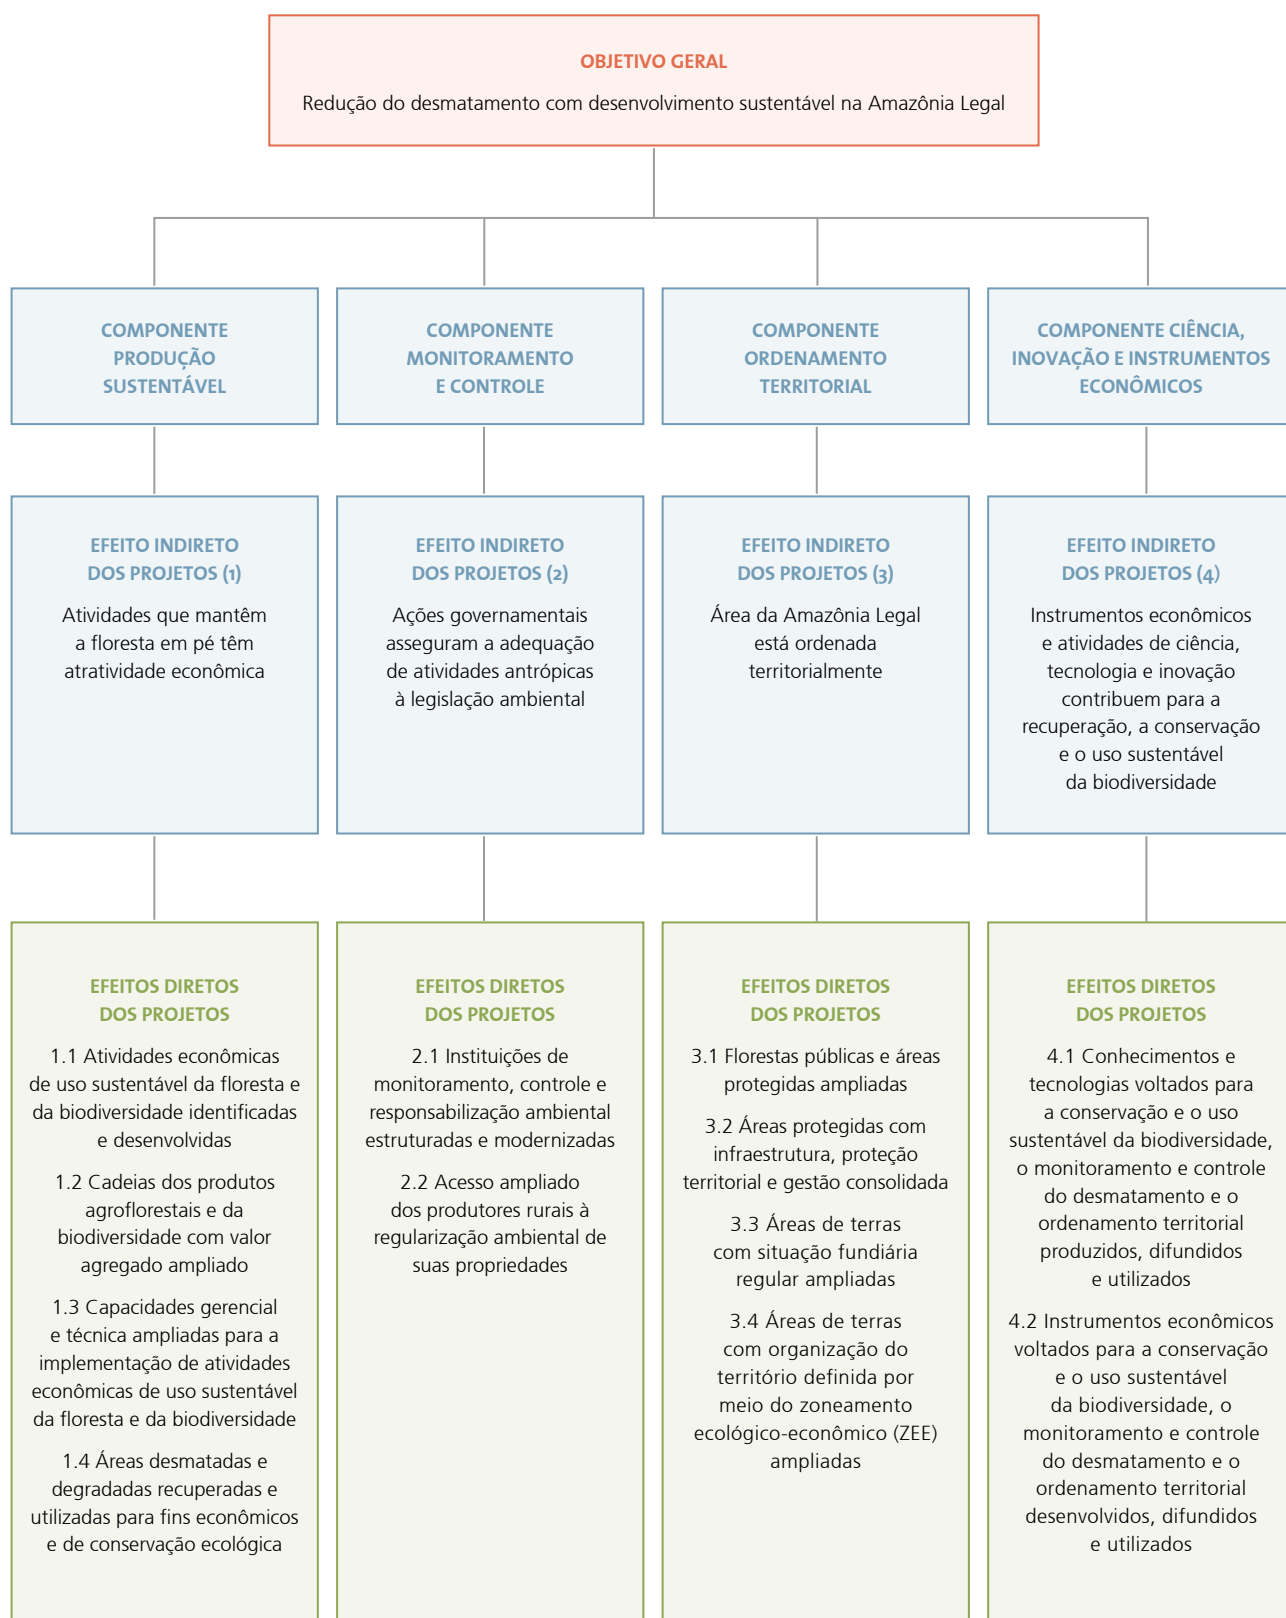 OBJETIVO GERAL
Redução do desmatamento com desenvolvimento sustentável na Amazônia Legal
COMPONENTE
PRODUÇÃO
SUSTENTÁVEL
COMPONENTE
MONITORAMENTO
E CONTROLE
COMPONENTE
ORDENAMENTO
TERRITORIAL
COMPONENTE CIÊNCIA,
INOVAÇÃO E INSTRUMENTOS
ECONÔMICOS
EFEITO INDIRETO
DOS PROJETOS (1)
Atividades que mantêm
a floresta em pé têm
atratividade econômica
EFEITO INDIRETO
DOS PROJETOS (2)
Ações governamentais
asseguram a adequação
de atividades antrópicas
à legislação ambiental
EFEITO INDIRETO
DOS PROJETOS (3)
Área da Amazônia Legal
está ordenada
territorialmente
EFEITO INDIRETO
DOS PROJETOS (4)
Instrumentos econômicos
e atividades de ciência,
tecnologia e inovação
contribuem para a
recuperação, a conservação
e o uso sustentável
da biodiversidade
EFEITOS DIRETOS
DOS PROJETOS
1.1 Atividades econômicas
de uso sustentável da floresta e
da biodiversidade identificadas
e desenvolvidas
1.2 Cadeias dos produtos
agroflorestais e da
biodiversidade com valor
agregado ampliado
1.3 Capacidades gerencial
e técnica ampliadas para a
implementação de atividades
econômicas de uso sustentável
da floresta e da biodiversidade
1.4 Áreas desmatadas e
degradadas recuperadas e
utilizadas para fins econômicos
e de conservação ecológica
EFEITOS DIRETOS
DOS PROJETOS
2.1 Instituições de
monitoramento, controle e
responsabilização ambiental
estruturadas e modernizadas
2.2 Acesso ampliado
dos produtores rurais à
regularização ambiental de
suas propriedades
EFEITOS DIRETOS
DOS PROJETOS
3.1 Florestas públicas e áreas
protegidas ampliadas
3.2 Áreas protegidas com
infraestrutura, proteção
territorial e gestão consolidada
3.3 Áreas de terras
com situação fundiária
regular ampliadas
3.4 Áreas de terras
com organização do
território definida por
meio do zoneamento
ecológico-econômico (ZEE)
ampliadas
EFEITOS DIRETOS
DOS PROJETOS
4.1 Conhecimentos e
tecnologias voltados para
a conservação e o uso
sustentável da biodiversidade,
o monitoramento e controle
do desmatamento e o
ordenamento territorial
produzidos, difundidos
e utilizados
4.2 Instrumentos econômicos
voltados para a conservação
e o uso sustentável
da biodiversidade, o
monitoramento e controle
do desmatamento e o
ordenamento territorial
desenvolvidos, difundidos
e utilizados